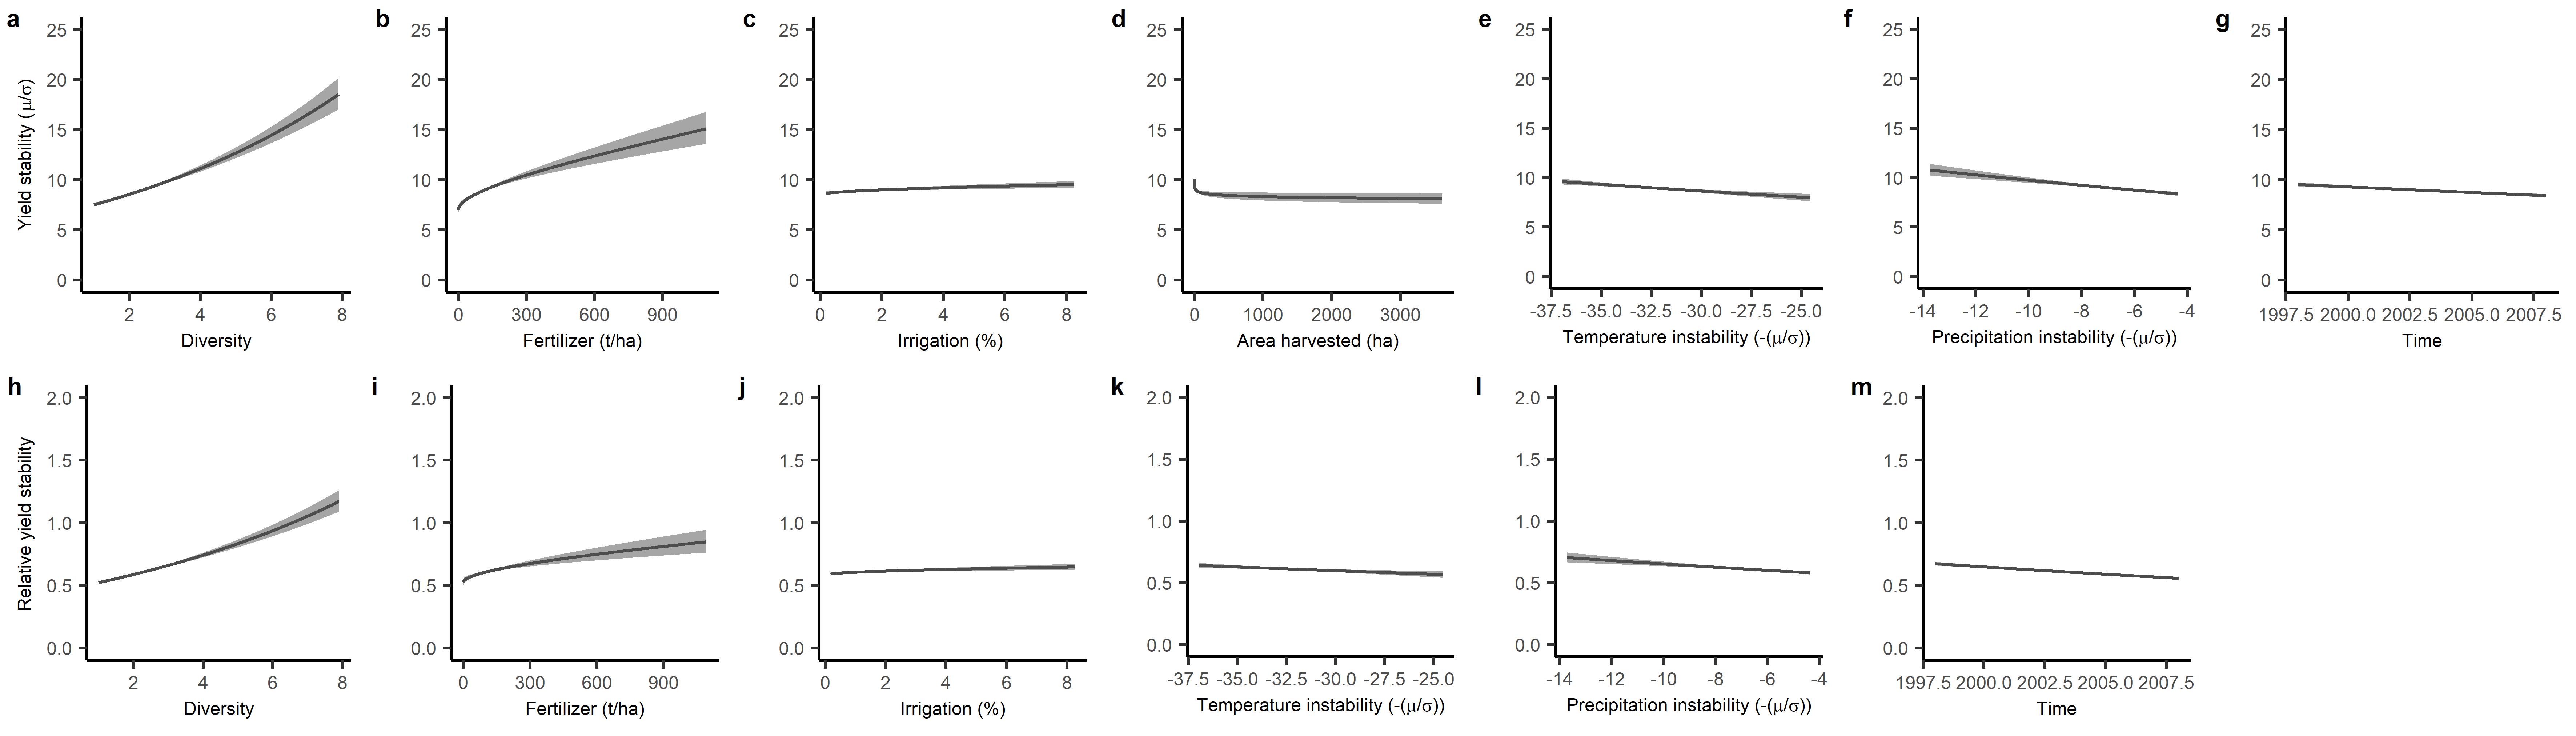 a
Yield stability (μ/σ)
25
20
15
10
5
0
2 4 6 8
Diversity
b
25
20
15
10
5
0
0 300 600 900
Fertilizer (t/ha)
c
25
20
15
10
5
0
0 2 4 6 8
Irrigation (%)
d
25
20
15
10
5
0
0 1000 2000 3000
Area harvested (ha)
e
25
20
15
10
5
0
-37.5 -35.0 -32.5 -30.0 -27.5 -25.0
Temperature instability (-(μ/σ))
f
25
20
15
10
5
0
-14 -12 -10 -8 -6 -4
Precipitation instability (-(μ/σ))
g
25
20
15
10
5
0
1997.5 2000.0 2002.5 2005.0 2007.5
Time
h
Relative yield stability
2.0
1.5
1.0
0.5
0.0
2 4 6 8
Diversity
i
2.0
1.5
1.0
0.5
0.0
0 300 600 900
Fertilizer (t/ha)
j
2.0
1.5
1.0
0.5
0.0
0 2 4 6 8
Irrigation (%)
k
2.0
1.5
1.0
0.5
0.0
-37.5 -35.0 -32.5 -30.0 -27.5 -25.0
Temperature instability (-(μ/σ))
l
2.0
1.5
1.0
0.5
0.0
-14 -12 -10 -8 -6 -4
Precipitation instability (-(μ/σ))
m
2.0
1.5
1.0
0.5
0.0
1997.5 2000.0 2002.5 2005.0 2007.5
Time